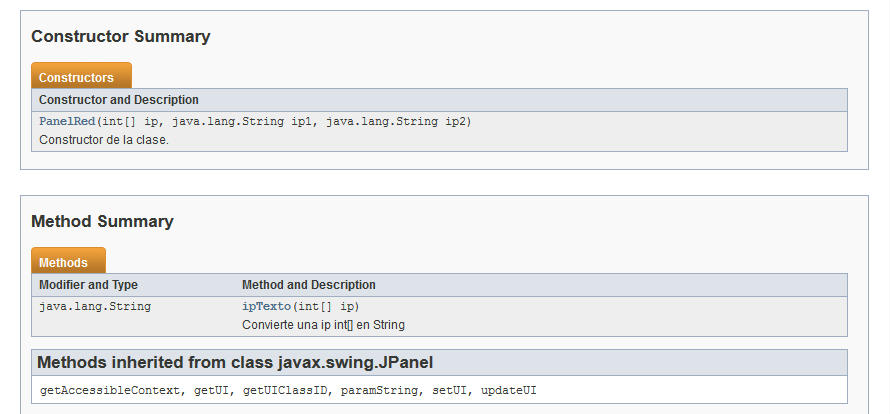 Constructor Summary
Constructors
Constructor and Description
PanelRed(int[] ip, java.lang.String ip1, java.lang.String ip2)
Constructor de la clase.
Method Summary
Methods
Modifier and Type Method and Description
java.lang.String ipTexto(int[] ip)
Convierte una ip int[] en String
Methods inherited from class javax.swing.JPanel
getAccessibleContext, getUI, getUIClassID, paramString, setUI, updateUI